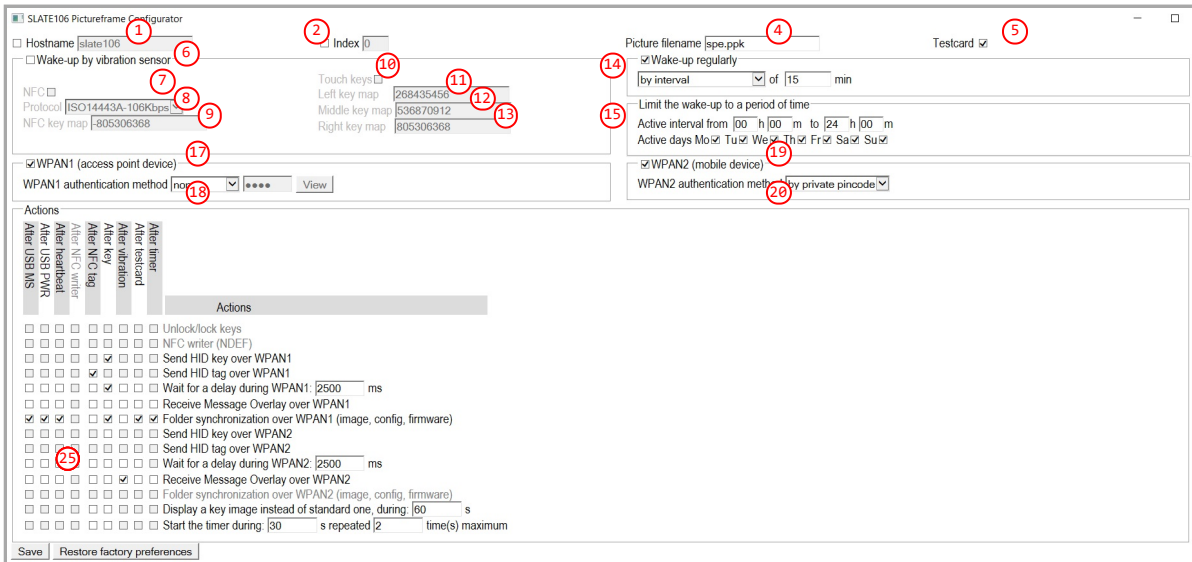 SLATE106 Pictureframe Configurator
1 2 4 5
Hostname slate106 Index 0 Picture filename spe.ppk Testcard
6
Wake-up by vibration sensor
10 14
Wake-up regularly
7 11
Touch keys
by interval of 15 min
NFC
8 Left key map 268435456 12
Protocol ISO14443A-106Kbps
9 Middle key map 536870912 13 15
Limit the wake-up to a period of time
NFC key map -805306368
Right key map 805306368
Active interval from 00 h 00 m to 24 h 00 m
Active days Mo Tu We Th Fr Sa Su
17 19
WPAN1 (access point device)
WPAN2 (mobile device)
WPAN1 authentication method •••• View
WPAN2 authentication method by private pincode
18 20
Actions
After USB MS
After USB PWR
After heartbeat
After NFC writer
After NFC tag
After key
After vibration
After testcard
After timer
Actions
Unlock/lock keys
NFC writer (NDEF)
Send HID key over WPAN1
Send HID tag over WPAN1
Wait for a delay during WPAN1: 2500 ms
Receive Message Overlay over WPAN1
Folder synchronization over WPAN1 (image, config, firmware)
Send HID key over WPAN2
Send HID tag over WPAN2
25
Wait for a delay during WPAN2: 2500 ms
Receive Message Overlay over WPAN2
Folder synchronization over WPAN2 (image, config, firmware)
Display a key image instead of standard one, during: 60 s
Start the timer during: 30 s repeated 2 time(s) maximum
Save Restore factory preferences